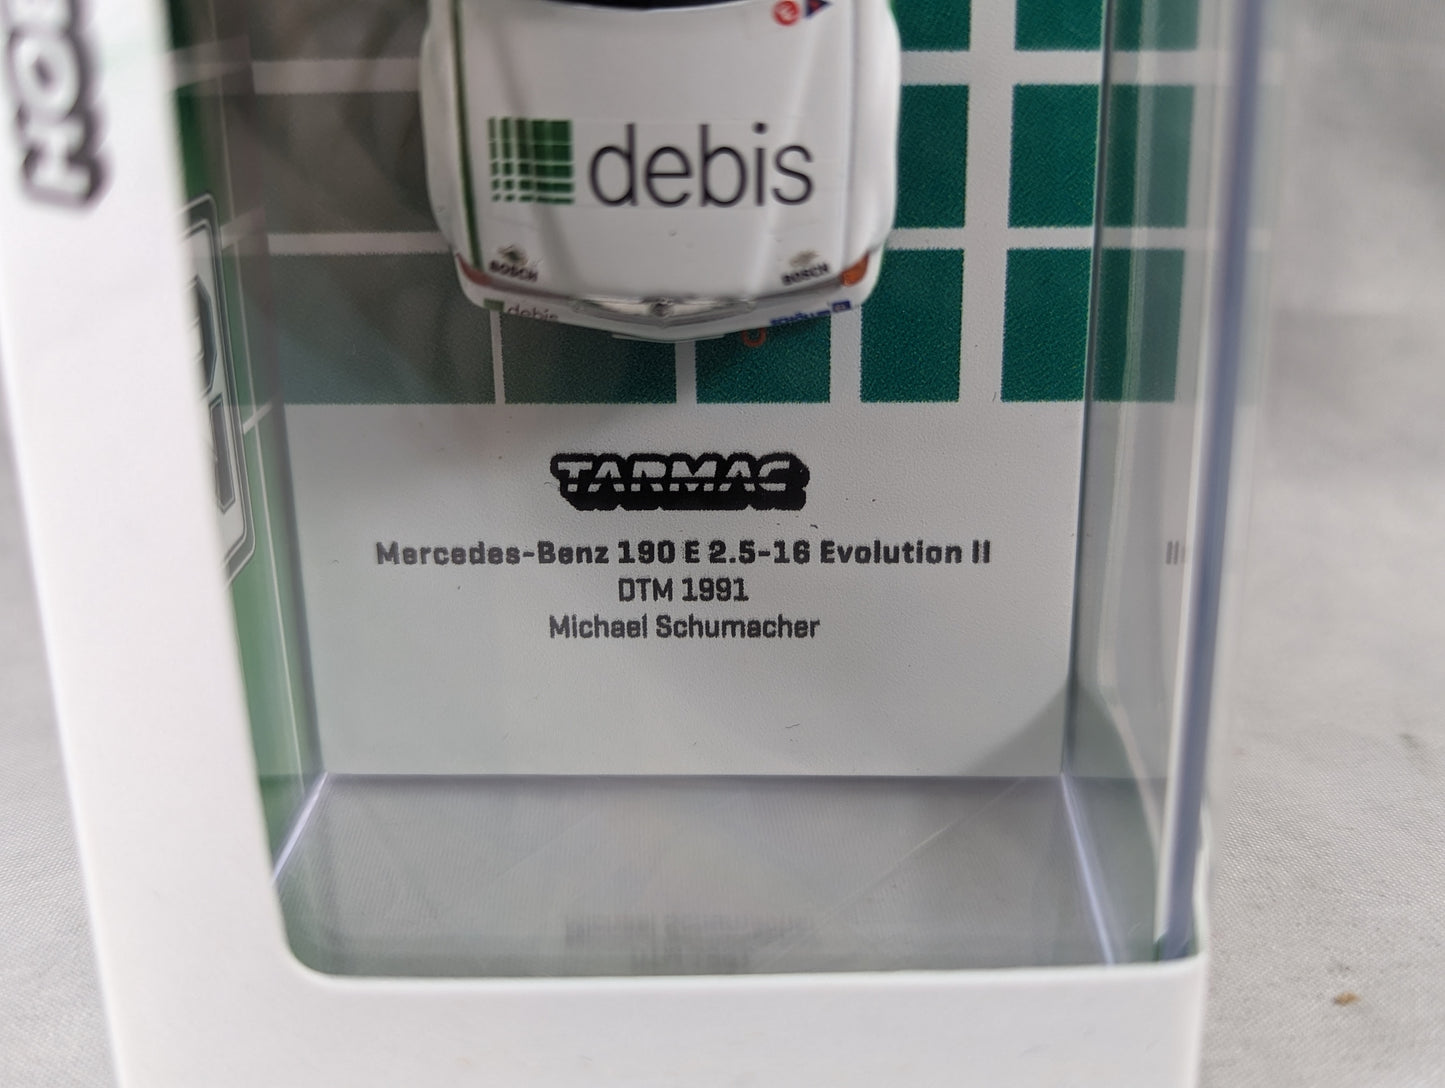 debis
BOSCH
BOSCH
debis
TARMAC
Mercedes-Benz 190 E 2.5-16 Evolution II
DTM 1991
Michael Schumacher